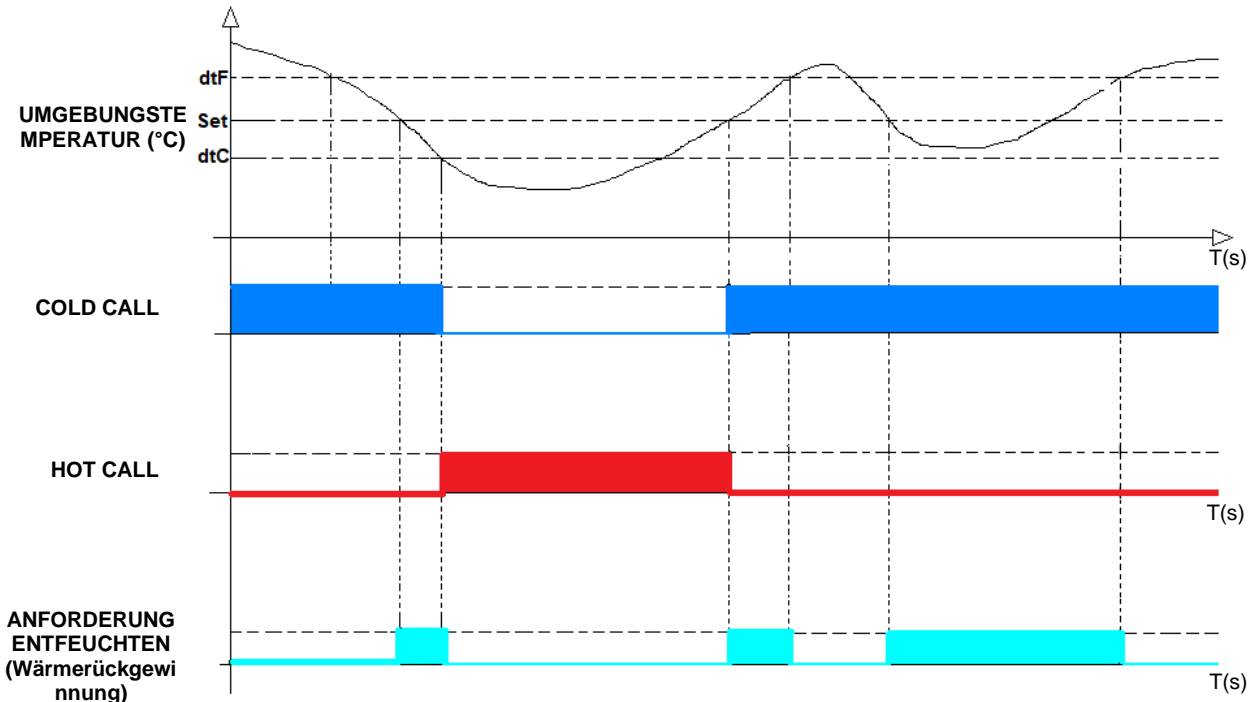 dtF
UMGEBUNGSTE
MPERATUR (°C)
Set
dtC
T(s)
COLD CALL
HOT CALL
T(s)
ANFORDERUNG
ENTFEUCHTEN
(Wärmerückgewi
nnung)
T(s)